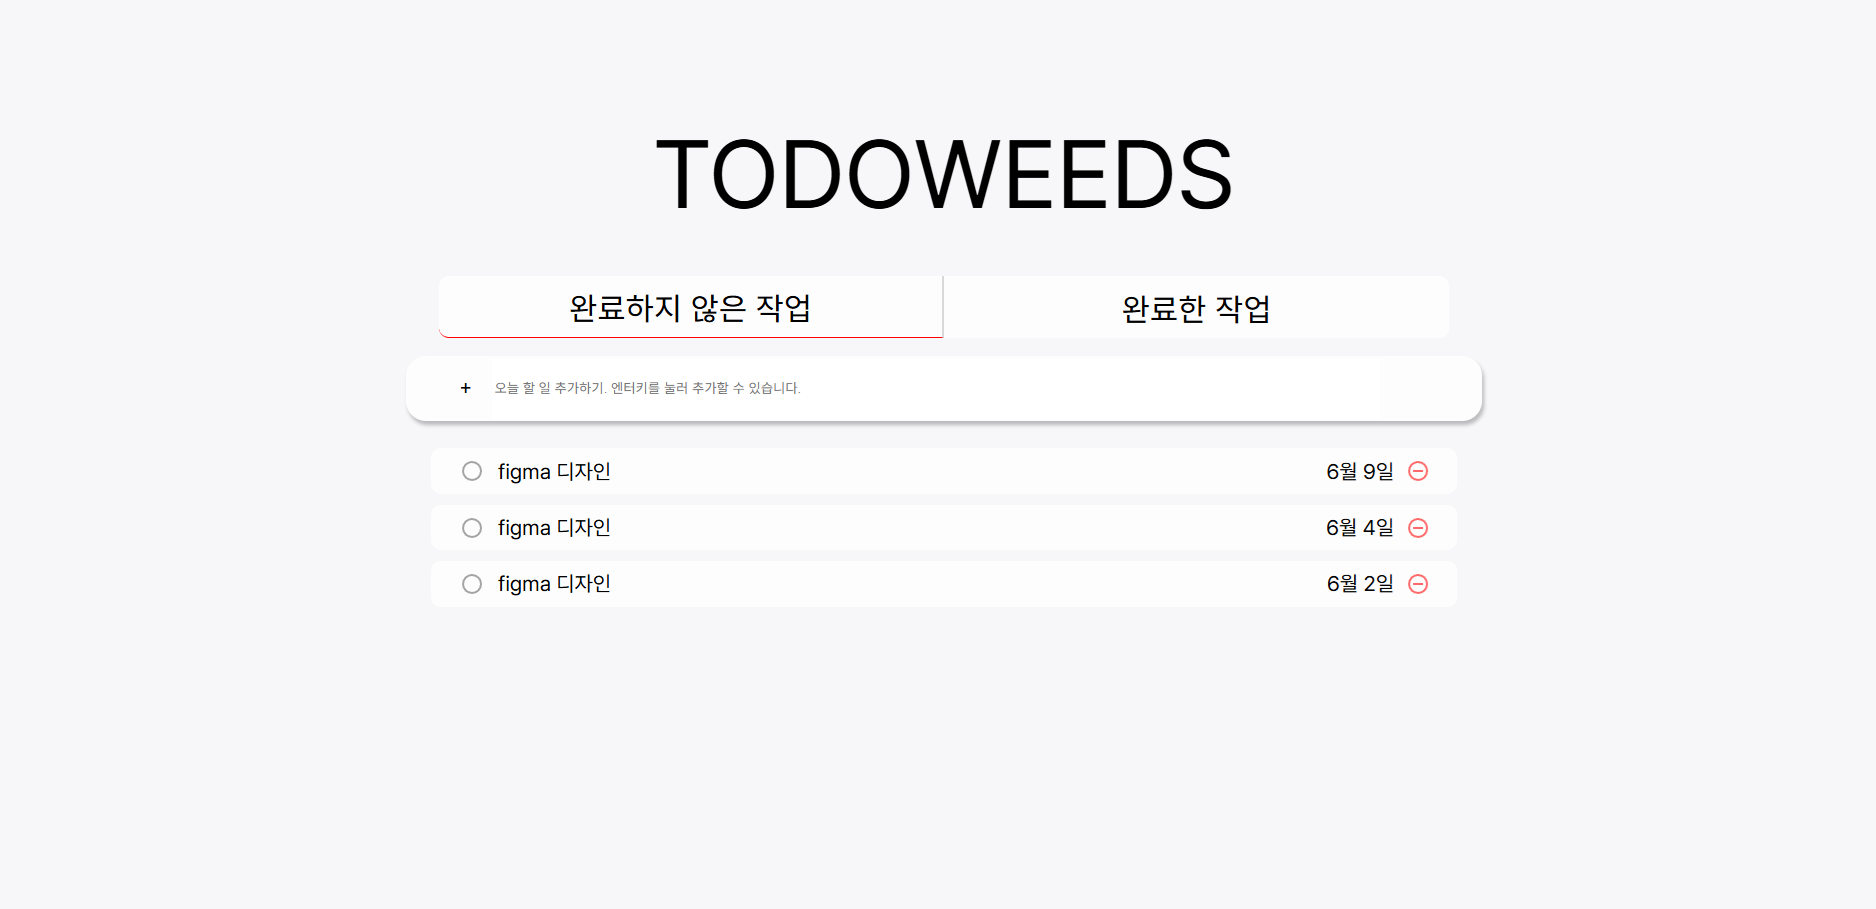 TODOWEEDS
완료하지 않은 작업 완료한 작업
+ 오늘 할 일 추가하기. 엔터키를 눌러 추가할 수 있습니다.
figma 디자인 6월 9일
figma 디자인 6월 4일
figma 디자인 6월 2일